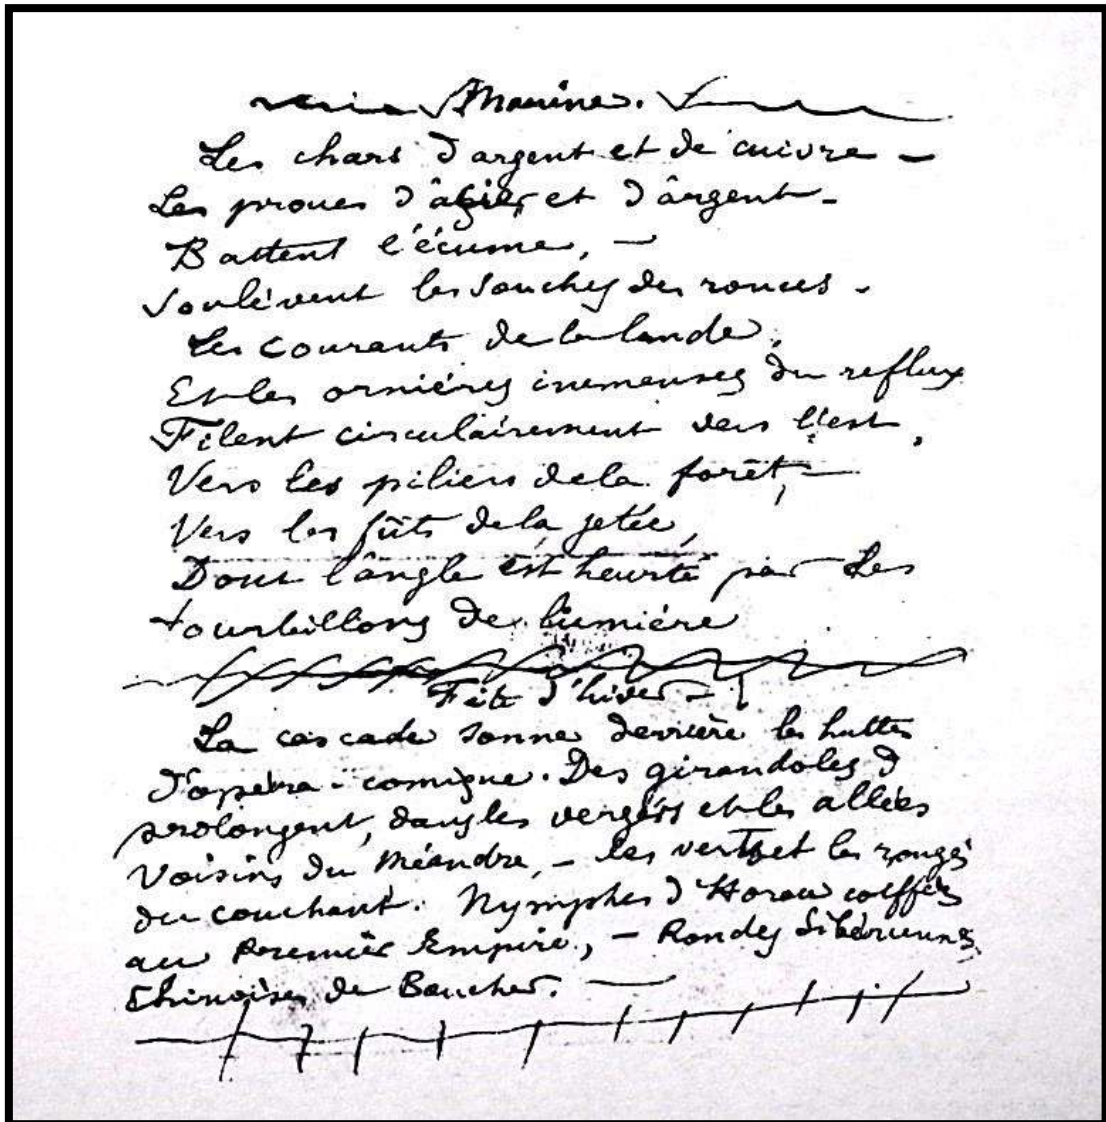 Marine.
Les chars d'argent et de cuivre —
Les proues d'âcier et d'ârgent —
Battent l'écume, —
Soulèvent les souches des ronces -
Les courants de la lande,
Et les ornières immenses du reflux
Filent circulairement vers l'est,
Vers les piliers de la forêt, —
Vers les fûts de la jetée,
Dont l'ângle est heurté par des
tourbillons de lumière
Fête d'hiver —
La cascade sonne derrière les huttes
d'opéra-comique. Des girandoles
prolongent, dans les vergers et les allées
voisins du Méandre, — les verts et les rouges
du couchant. Nymphes d'Horace coiffées
au Premier Empire, — Rondes Sibériennes,
Chinoises de Boucher. —